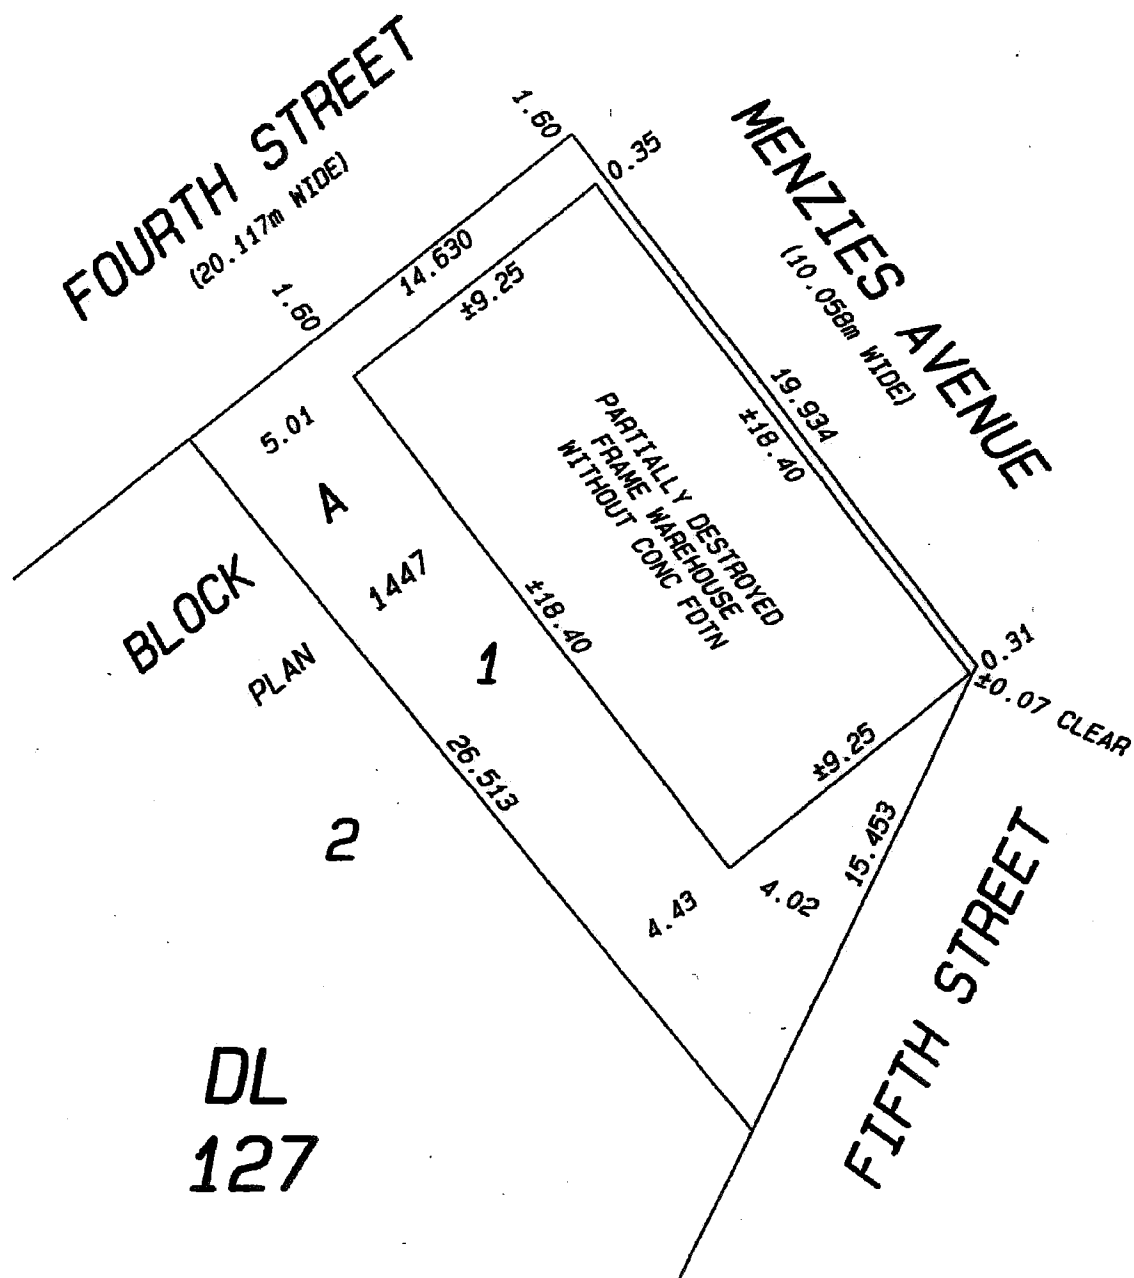 FOURTH STREET
(20.117m WIDE)
1.60
0.35
MENZIES AVENUE
(10.058m WIDE)
14.630
±9.25
1.60
19.934
±18.40
5.01
A
PARTIALLY DESTROYED
FRAME WAREHOUSE
WITHOUT CONC FDTN
BLOCK
1447
PLAN
±18.40
1
0.31
±0.07 CLEAR
26.513
±9.25
2
15.453
4.43
4.02
FIFTH STREET
DL
127